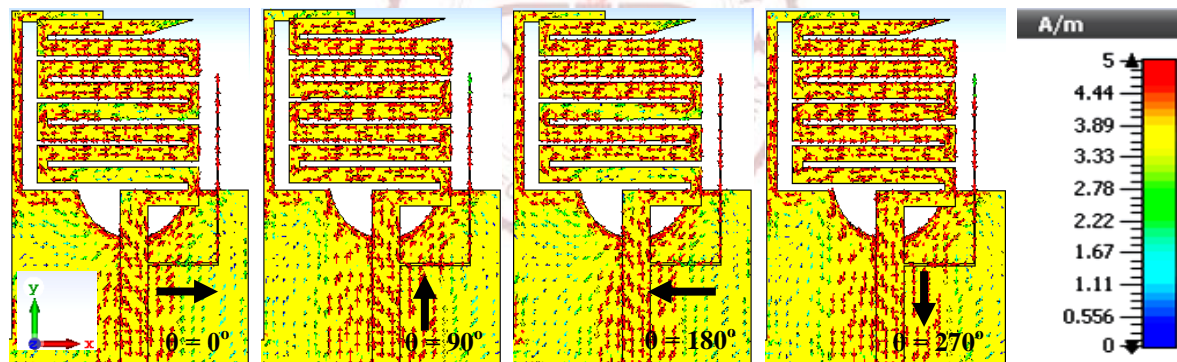 A/m
5
4.44
3.89
3.33
2.78
2.22
1.67
1.11
0.556
0
y
x
θ = 0º
θ = 90º
θ = 180º
θ = 270º